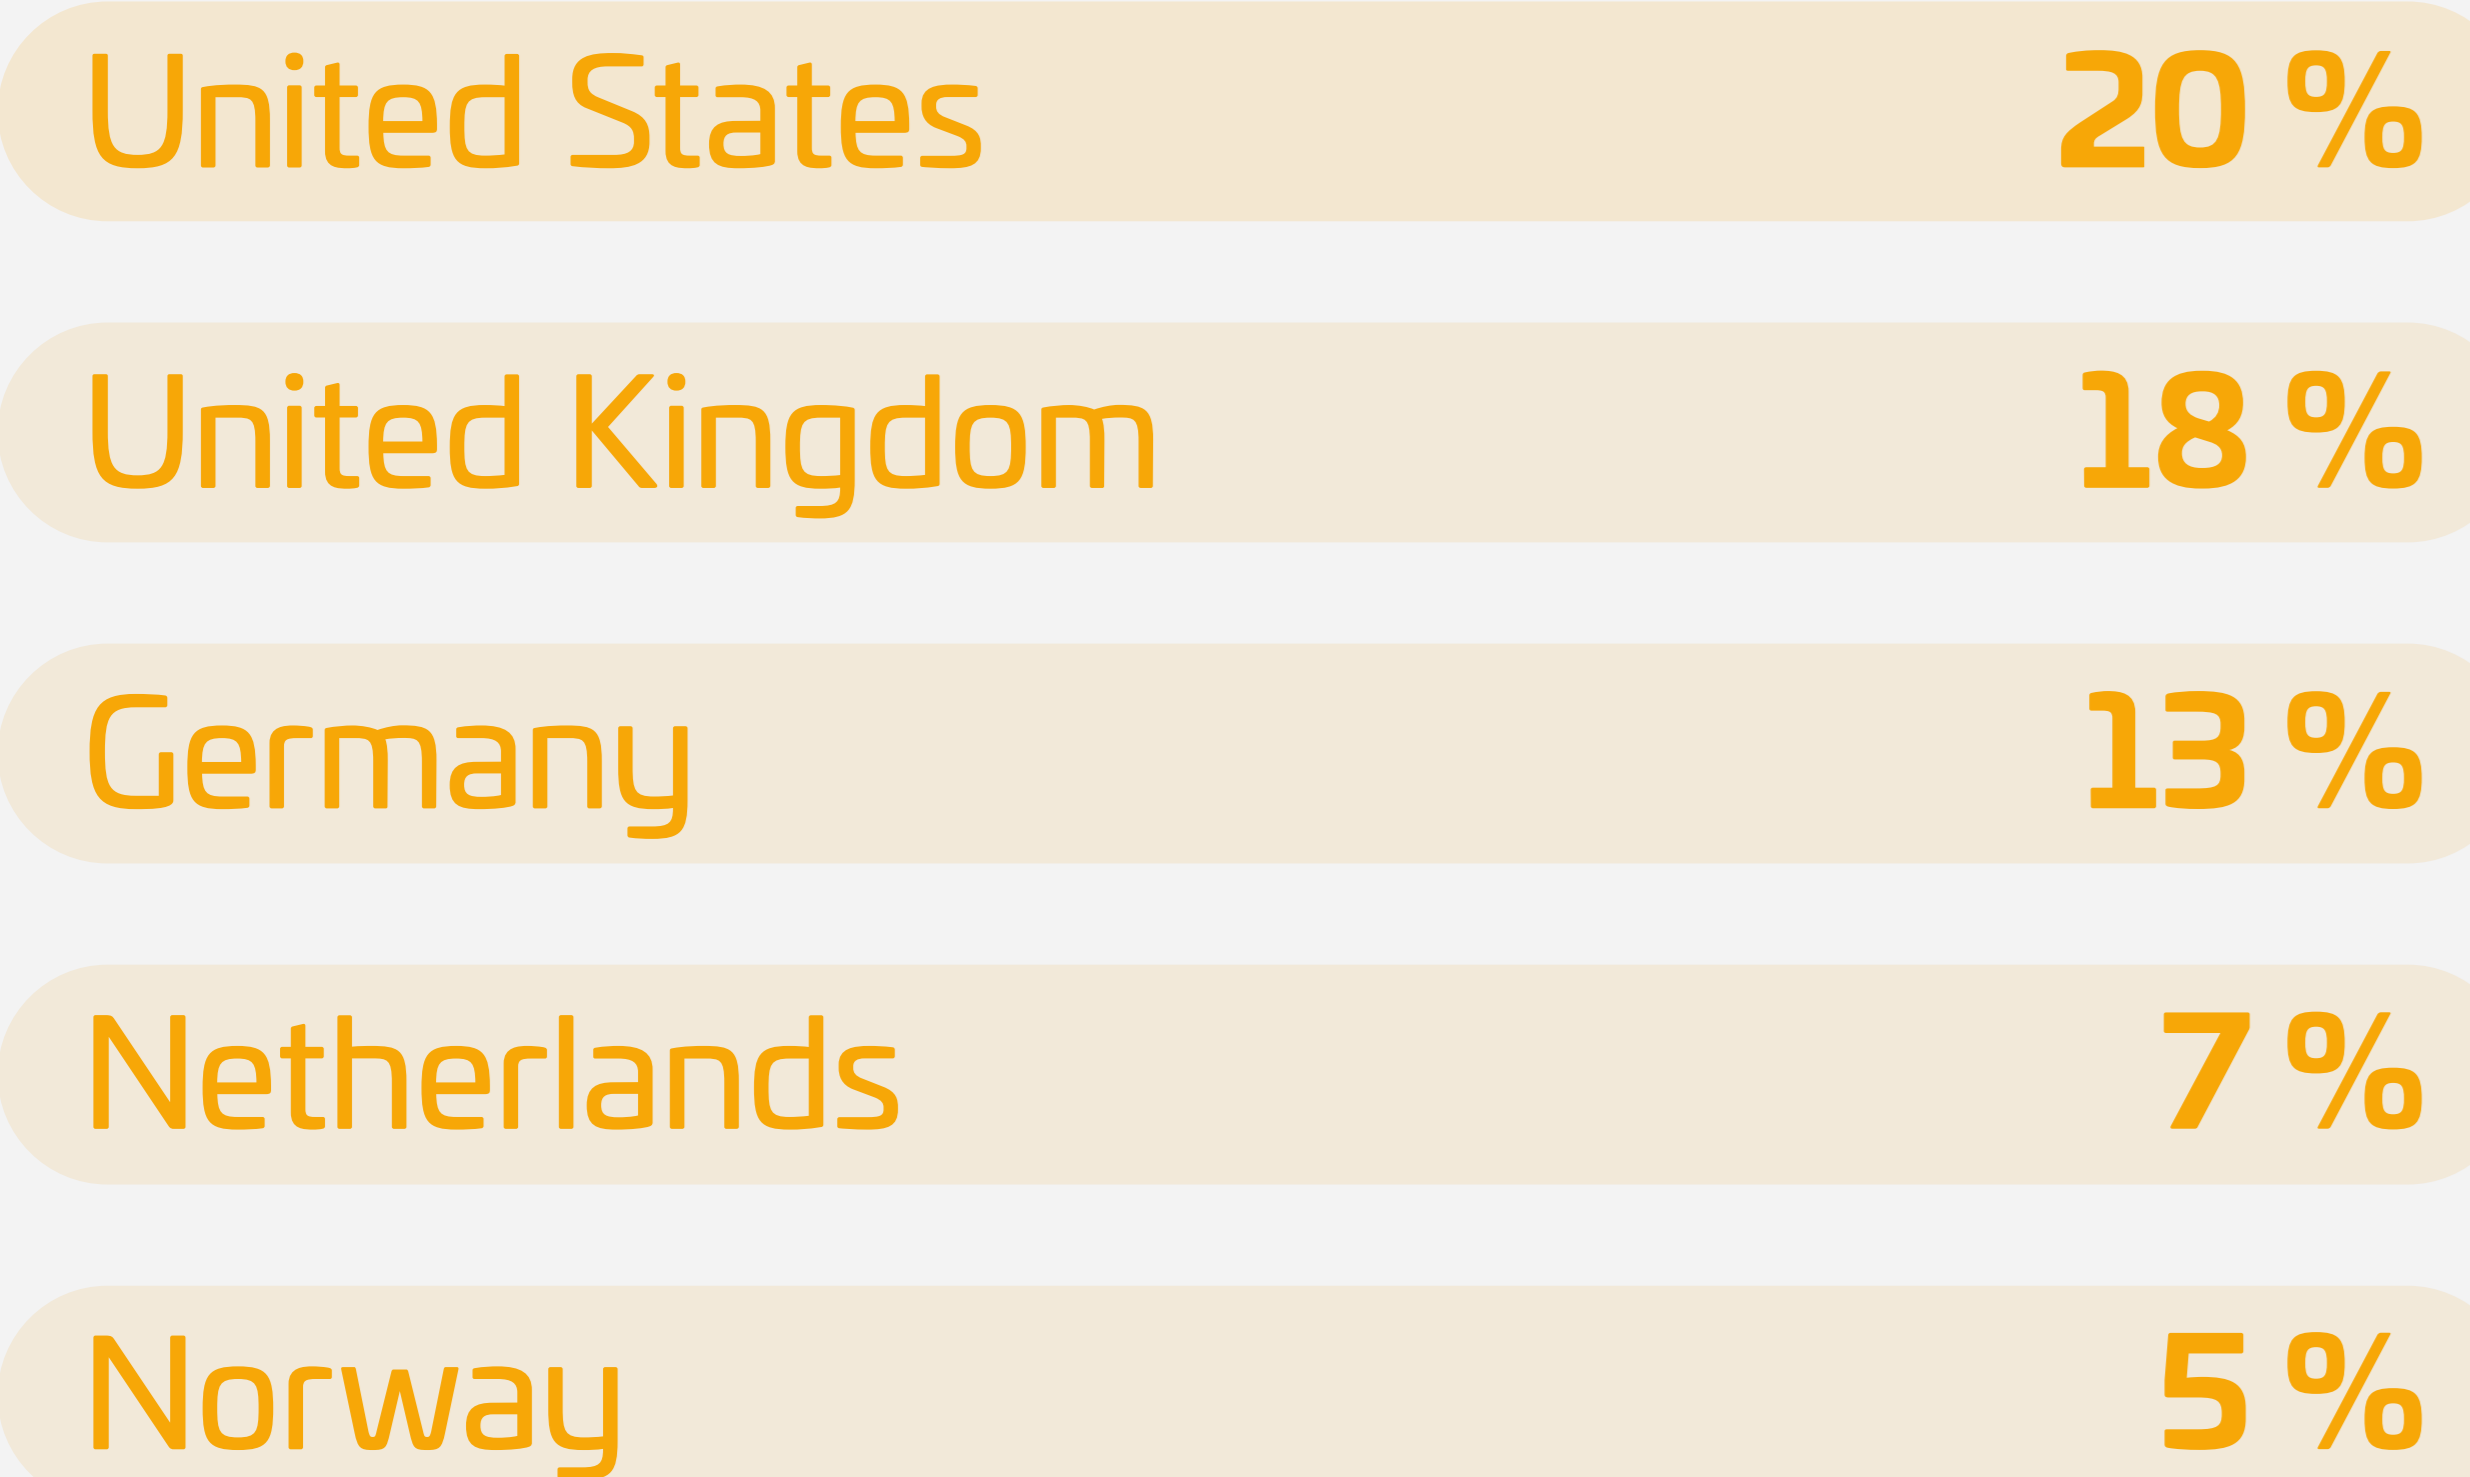 United States 20 %
United Kingdom 18 %
Germany 13 %
Netherlands 7 %
Norway 5 %